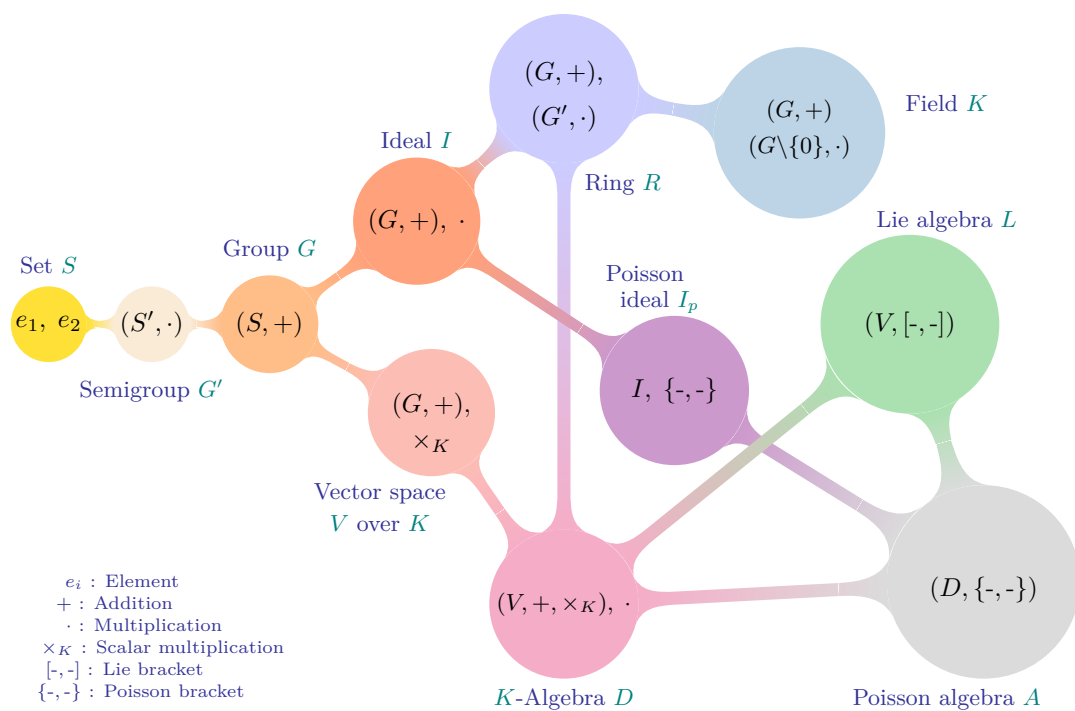 (G, +),
(G′, ·)
Field K
(G, +)
(G\{0}, ·)
Ideal I
Ring R
(G, +), ·
Lie algebra L
Group G
Set S
Poisson
ideal I_p
e₁, e₂
(S′, ·)
(S, +)
(V, [-, -])
Semigroup G′
I, {-, -}
(G, +),
×_K
Vector space
V over K
(V, +, ×_K), ·
(D, {-, -})
e_i : Element
+ : Addition
· : Multiplication
×_K : Scalar multiplication
[-, -] : Lie bracket
{-, -} : Poisson bracket
K-Algebra D
Poisson algebra A